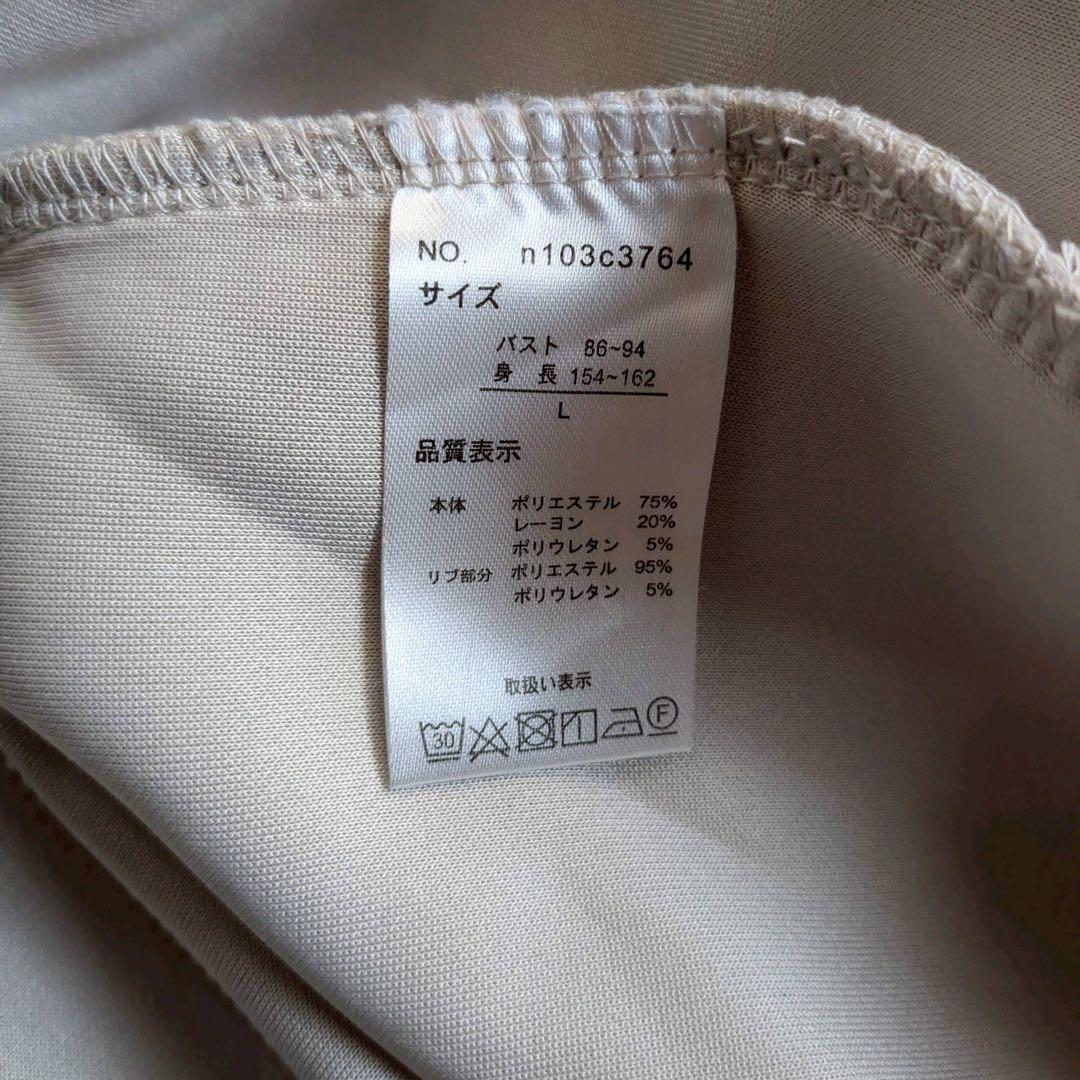 NO. n103c3764
サイズ
バスト 86~94
身長 154~162
L
品質表示
本体 ポリエステル 75%
レーヨン 20%
ポリウレタン 5%
リブ部分 ポリエステル 95%
ポリウレタン 5%
取扱い表示
30 F